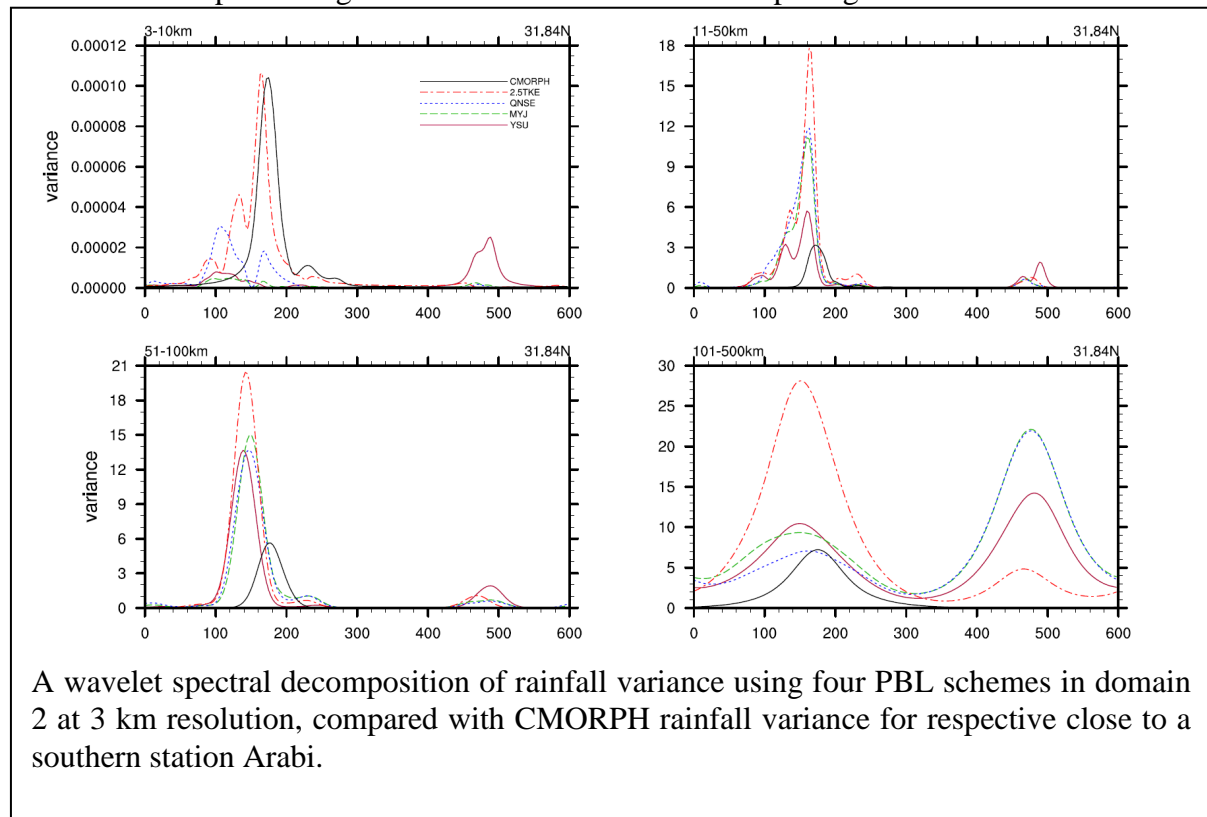 3-10km 31.84N
0.00012
0.00010
0.00008
0.00006
0.00004
0.00002
0.00000
variance
CMORPH
2.5TKE
QNSE
MYJ
YSU
0 100 200 300 400 500 600
11-50km 31.84N
18
15
12
9
6
3
0
0 100 200 300 400 500 600
51-100km 31.84N
21
18
15
12
9
6
3
0
variance
0 100 200 300 400 500 600
101-500km 31.84N
30
25
20
15
10
5
0
0 100 200 300 400 500 600
A wavelet spectral decomposition of rainfall variance using four PBL schemes in domain
2 at 3 km resolution, compared with CMORPH rainfall variance for respective close to a
southern station Arabi.